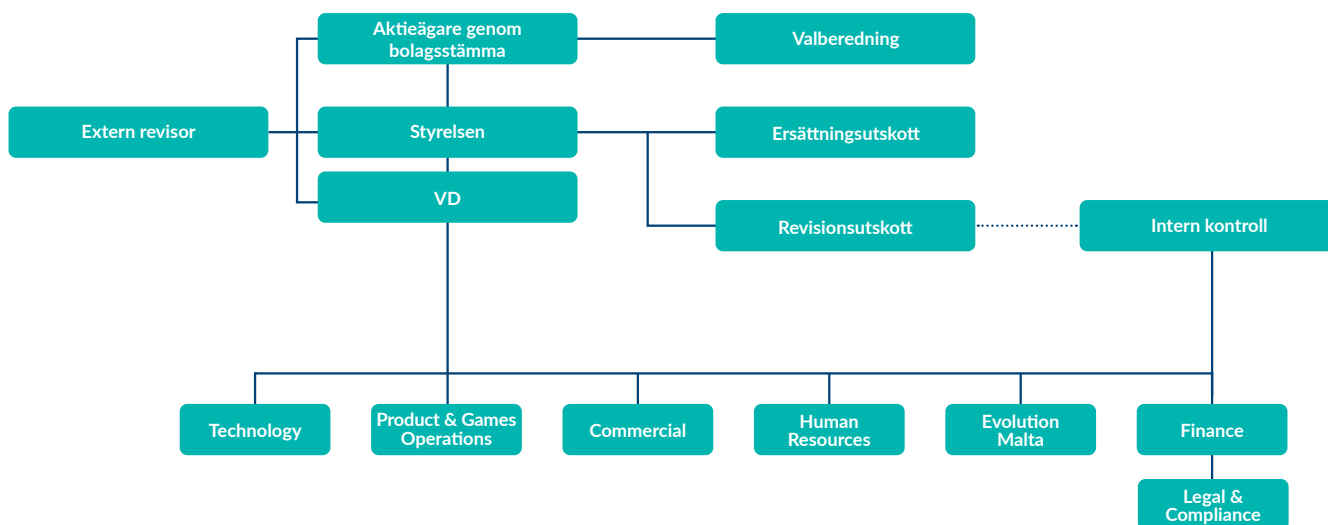 Aktieägare genom
bolagsstämma
Valberedning
Extern revisor
Styrelsen
Ersättningsutskott
VD
Revisionsutskott
Intern kontroll
Technology
Product & Games
Operations
Commercial
Human
Resources
Evolution
Malta
Finance
Legal &
Compliance